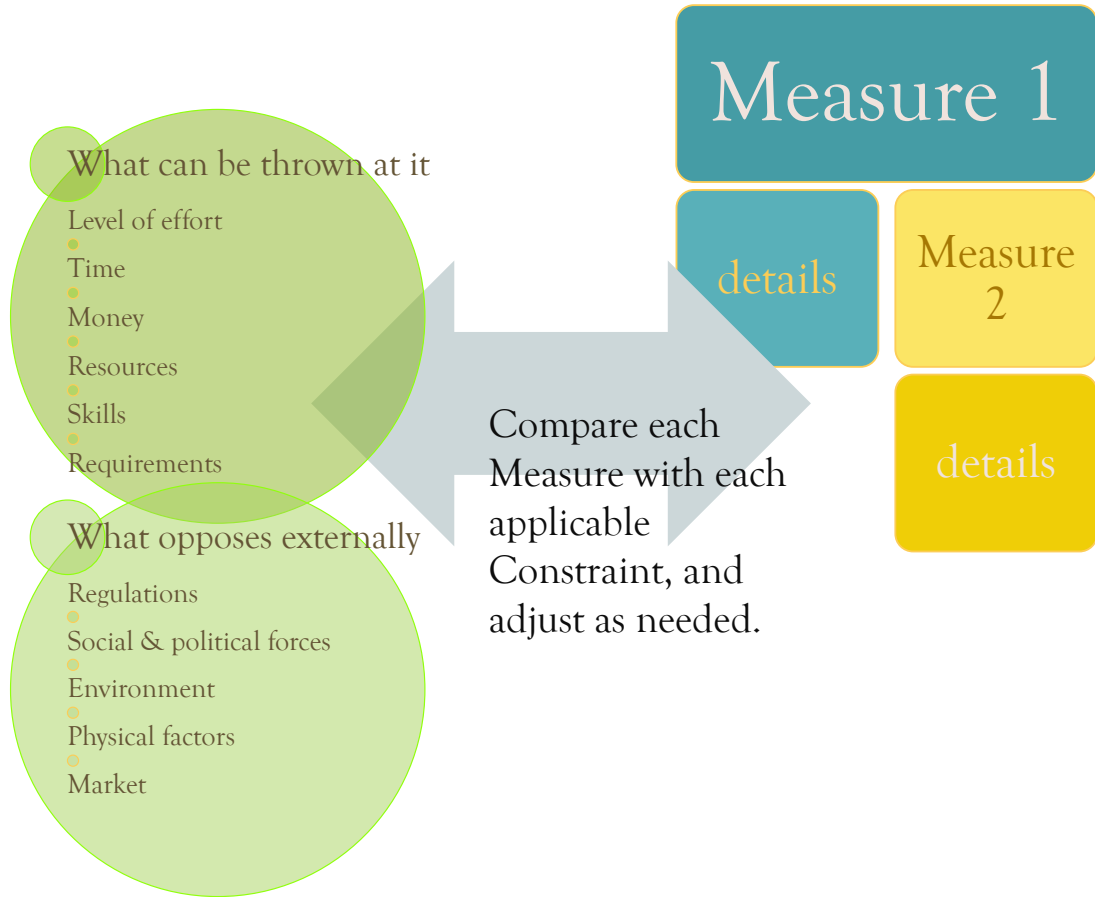 What can be thrown at it
Level of effort
Time
Money
Resources
Skills
Requirements
What opposes externally
Regulations
Social & political forces
Environment
Physical factors
Market
Compare each
Measure with each
applicable
Constraint, and
adjust as needed.
Measure 1
details
Measure
2
details